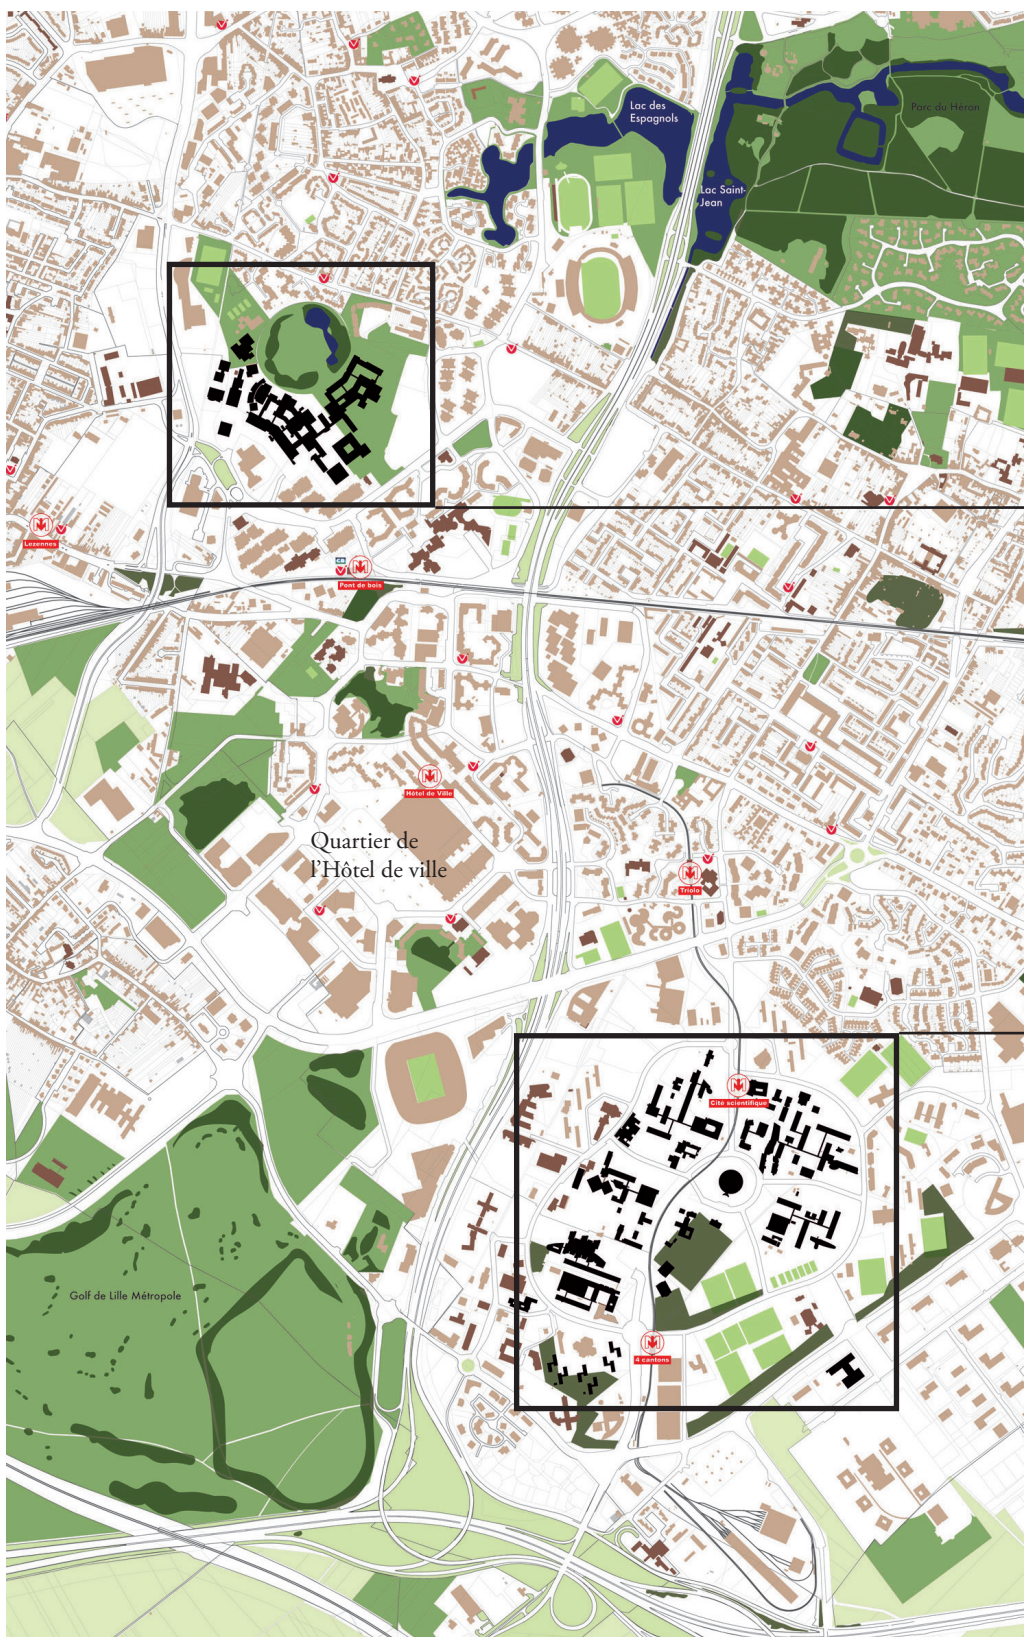 Lac des
Espagnols
Parc du Héron
Lac Saint-
Jean
Lezennes
CB
Pont de bois
Hôtel de Ville
Quartier de
l'Hôtel de ville
Triolo
Cité scientifique
Golf de Lille Métropole
4 cantons